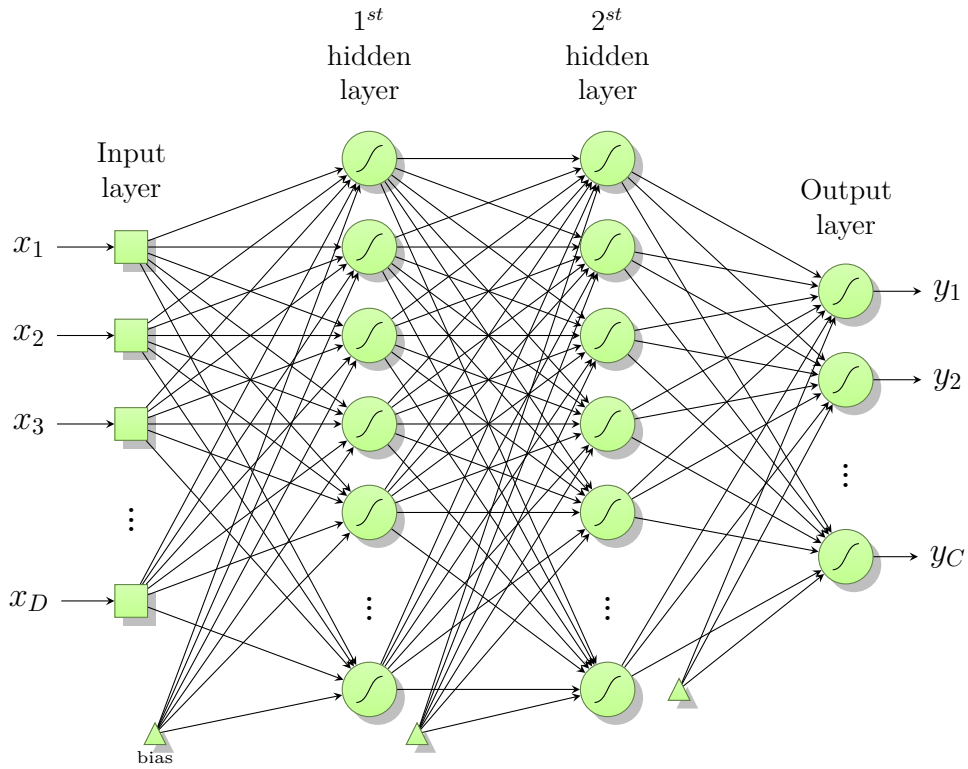 1st
hidden
layer
2st
hidden
layer
Input
layer
Output
layer
x1
x2
x3
⋮
xD
y1
y2
⋮
yC
⋮
⋮
bias